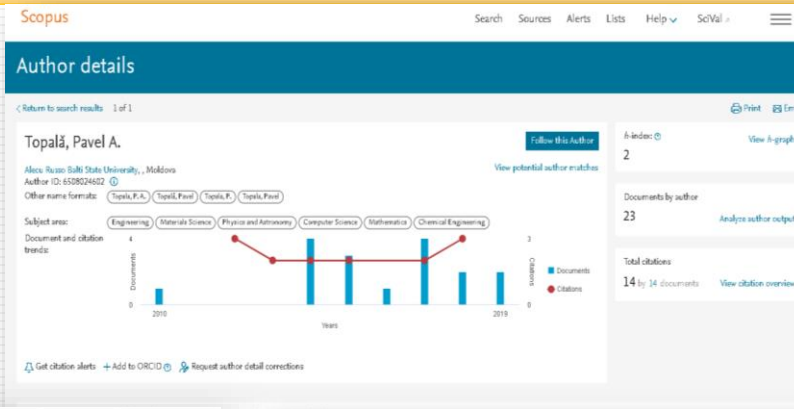 Scopus
Search Sources Alerts Lists Help SciVal
Author details
Return to search results 1 of 1
Print
Topală, Pavel A.
Follow this Author
Alecu Russo Balti State University, , Moldova
View potential author matches
Author ID: 6508024602
Other name formats: Topala, P. A. Topală, Pavel Topala, P. Topala, Pavel
Subject area: Engineering Materials Science Physics and Astronomy Computer Science Mathematics Chemical Engineering
Document and citation trends:
4
3
Documents
Citations
0
0
2010
2019
Years
Documents
Citations
Get citation alerts + Add to ORCID Request author detail corrections
h-index:
View h-graph
2
Documents by author
23
Analyze author output
Total citations
14 by 14 documents
View citation overview